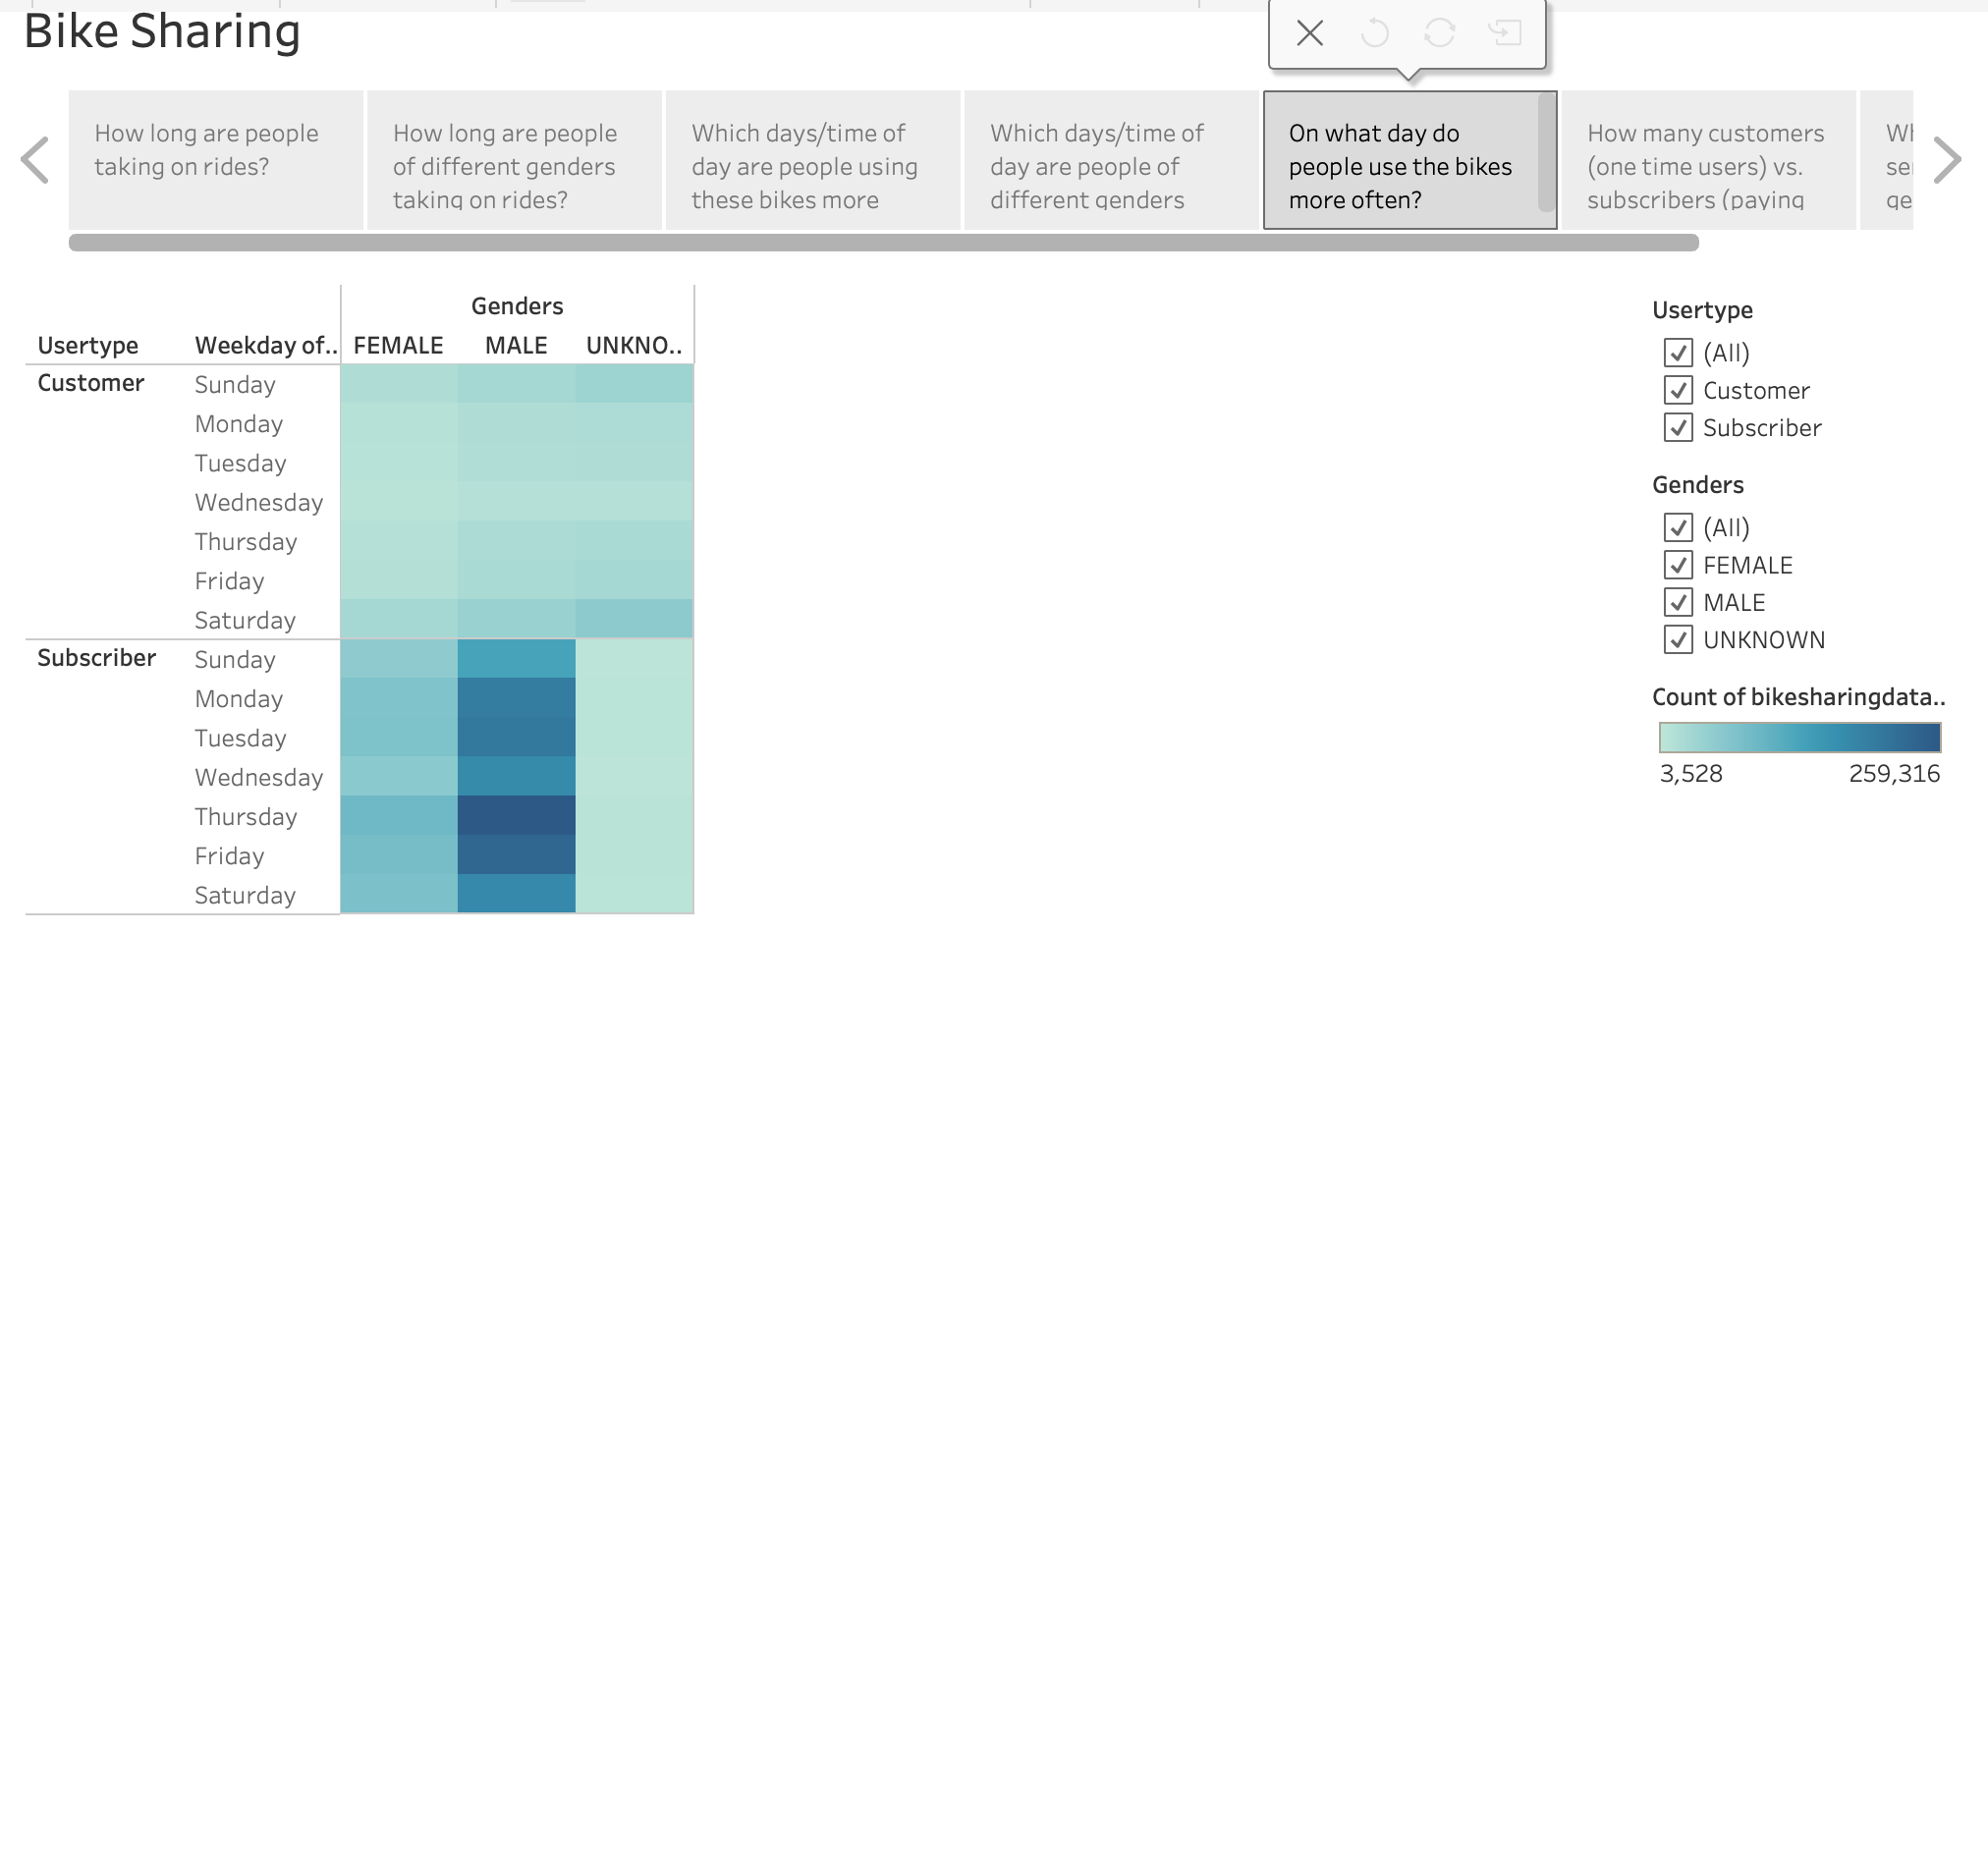 Bike Sharing
How long are people
taking on rides?
How long are people
of different genders
taking on rides?
Which days/time of
day are people using
these bikes more
Which days/time of
day are people of
different genders
On what day do
people use the bikes
more often?
How many customers
(one time users) vs.
subscribers (paying
Genders
Usertype Weekday of.. FEMALE MALE UNKNO..
Customer Sunday
Monday
Tuesday
Wednesday
Thursday
Friday
Saturday
Subscriber Sunday
Monday
Tuesday
Wednesday
Thursday
Friday
Saturday
Usertype
(All)
Customer
Subscriber
Genders
(All)
FEMALE
MALE
UNKNOWN
Count of bikesharingdata..
3,528 259,316